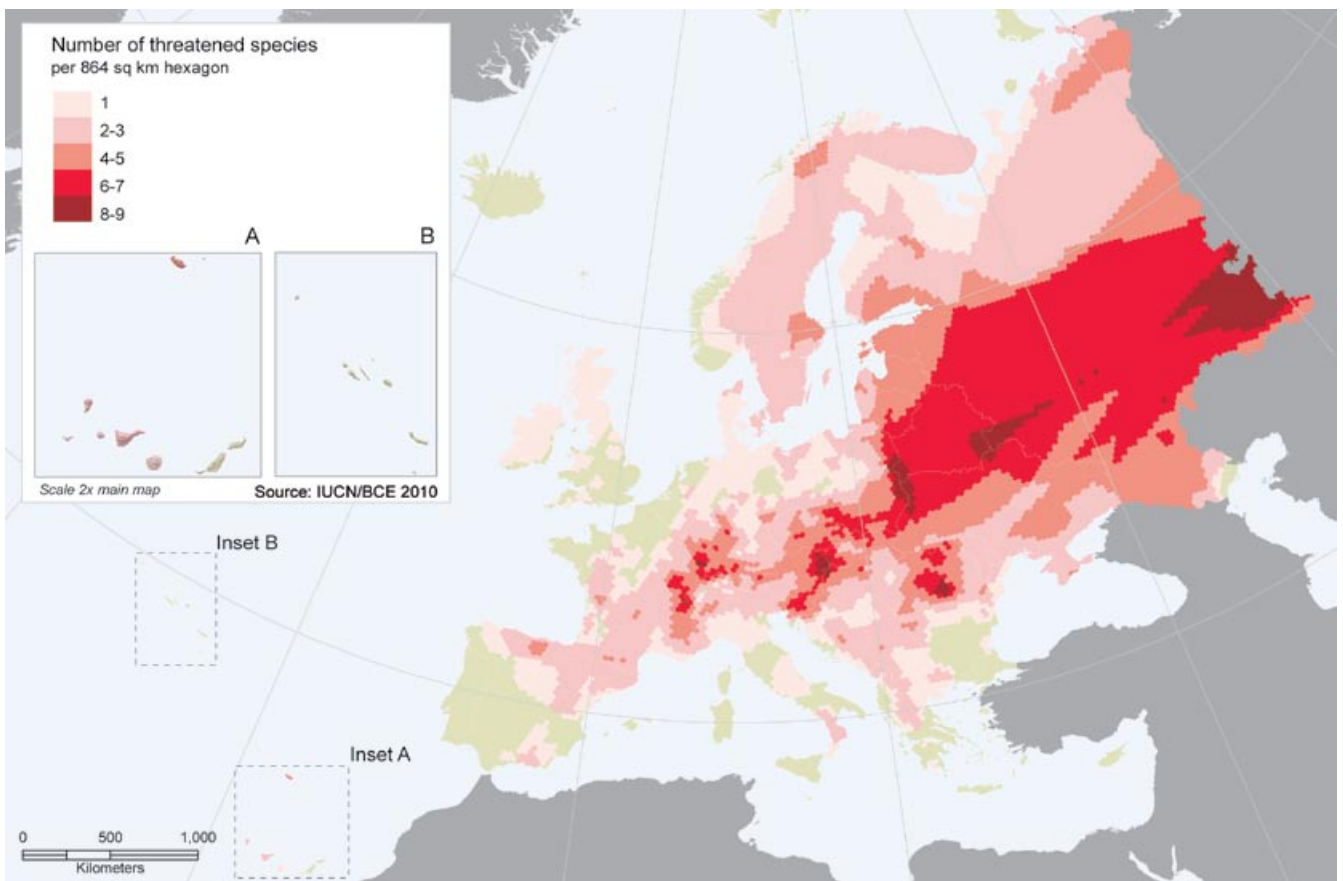 Number of threatened species
per 864 sq km hexagon
1
2-3
4-5
6-7
8-9
A
B
Scale 2x main map
Source: IUCN/BCE 2010
Inset B
Inset A
0 500 1,000
Kilometers